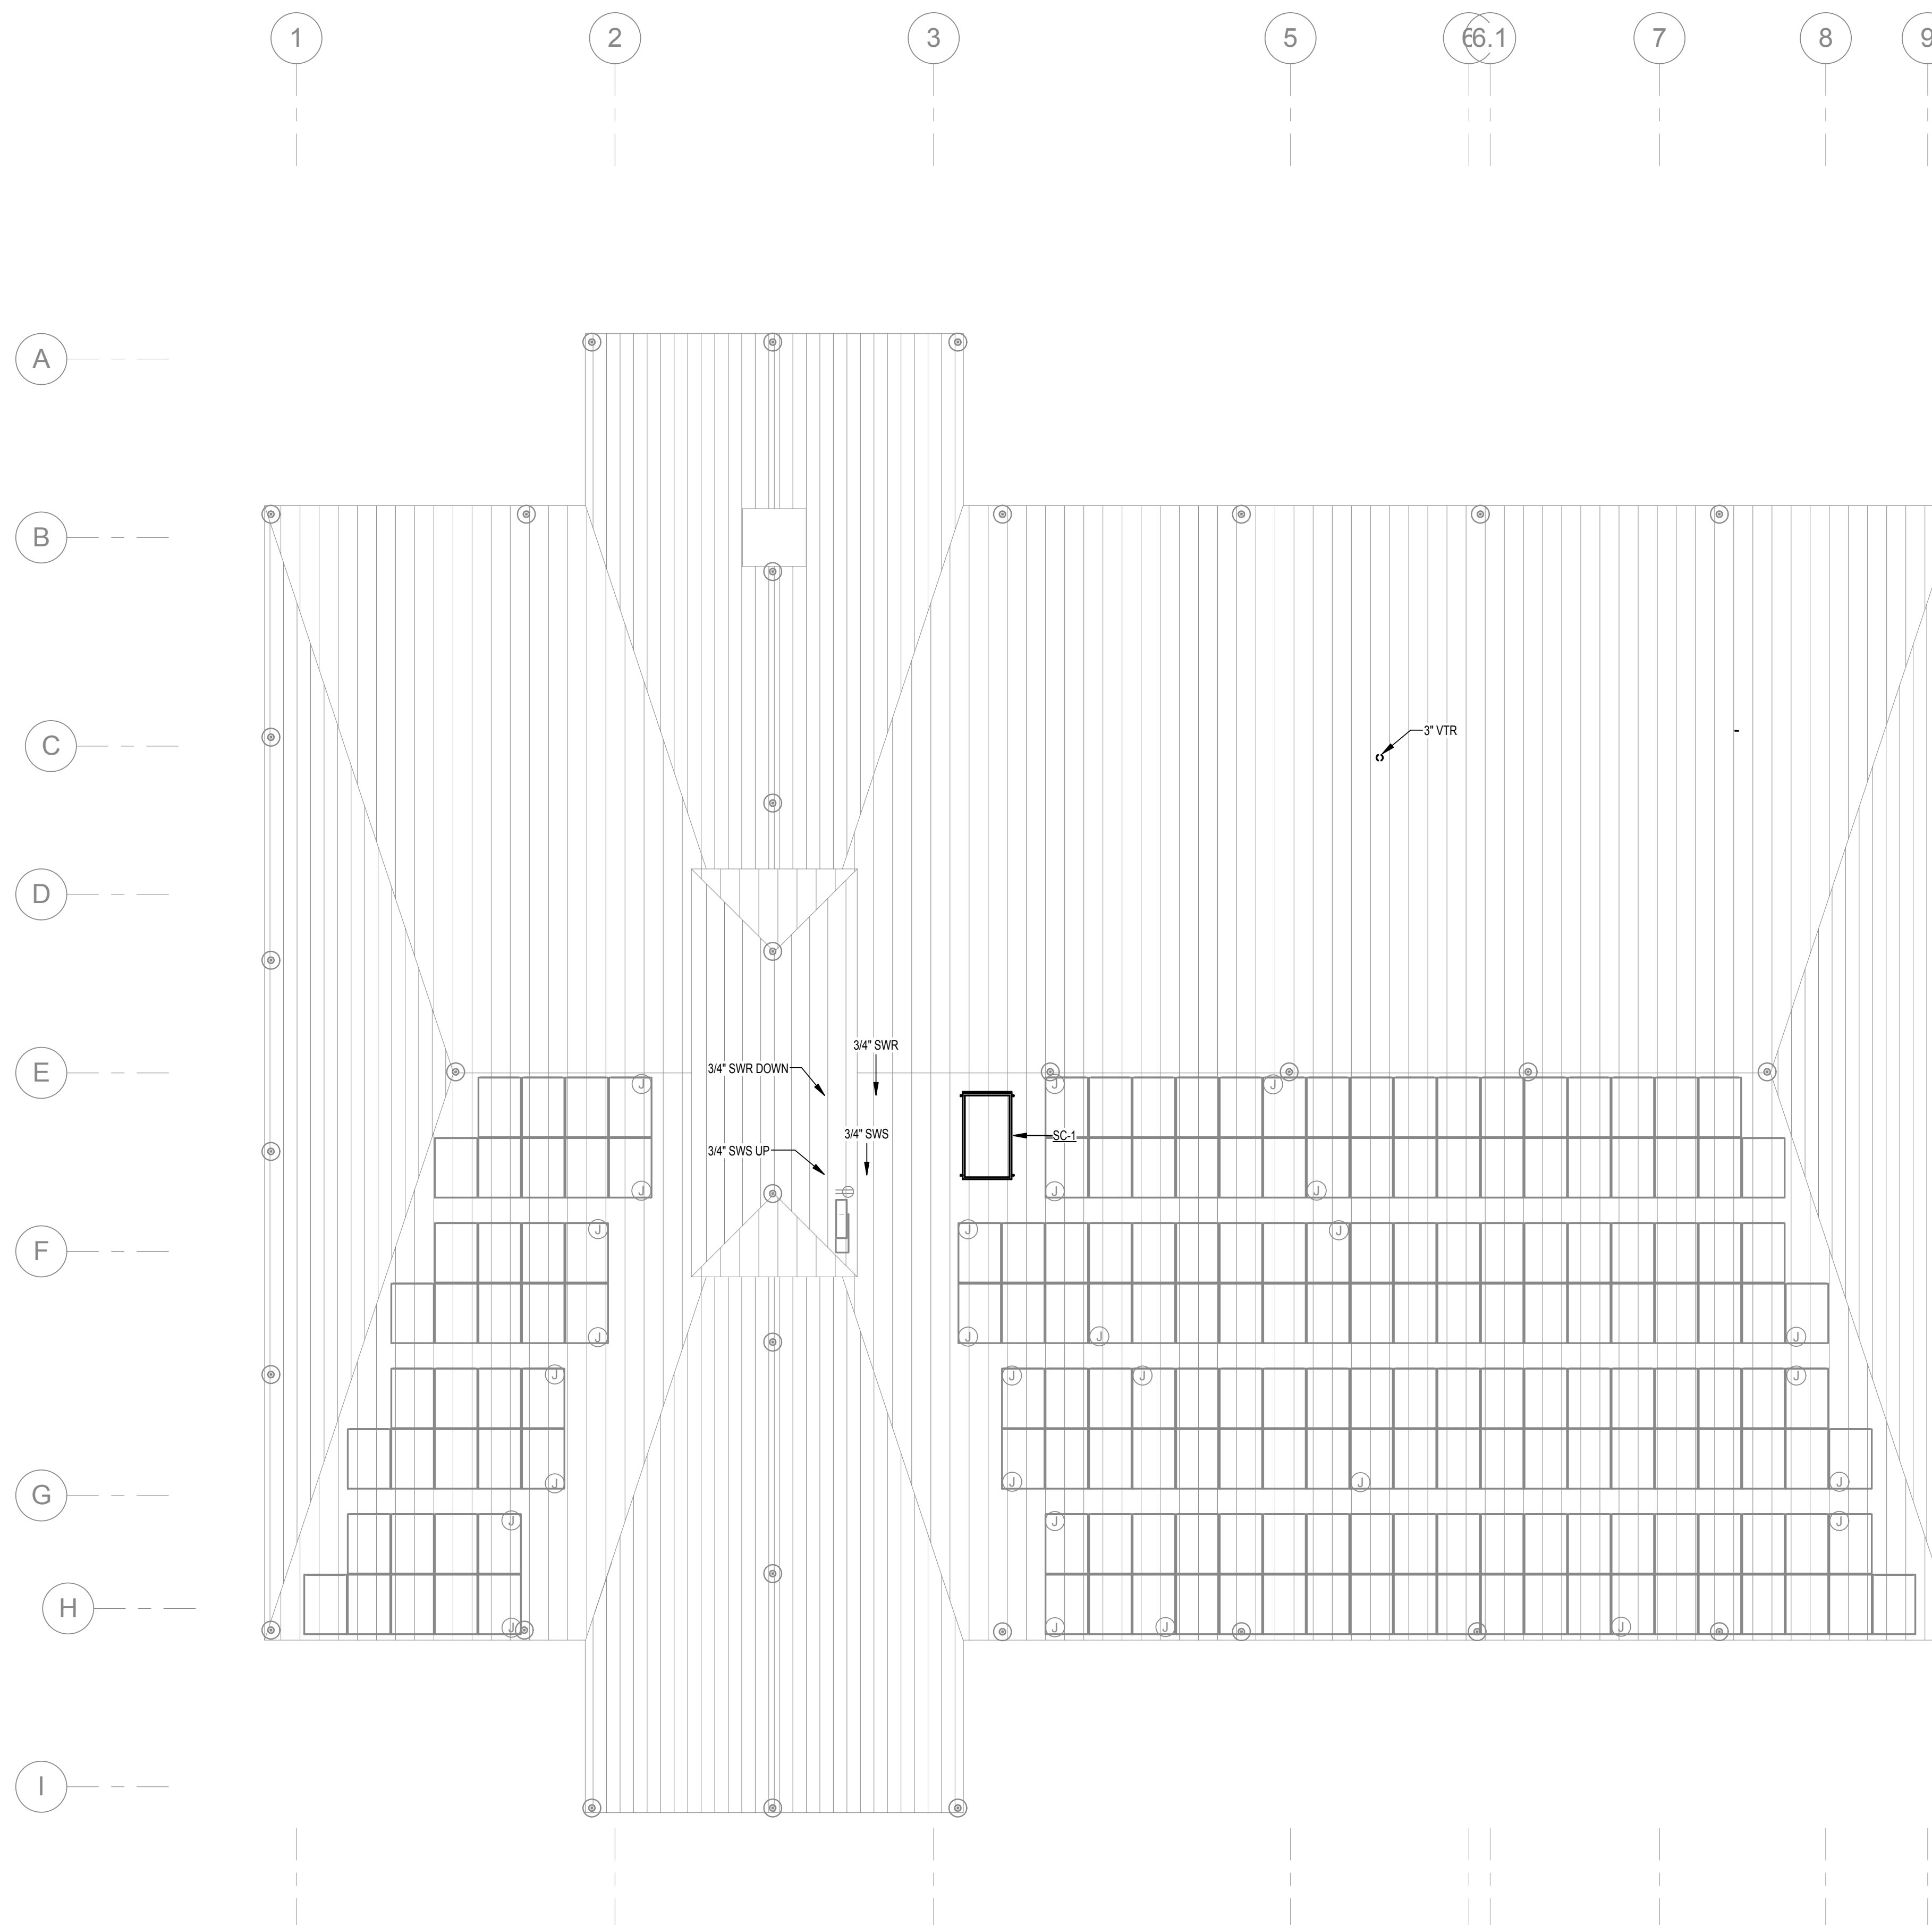 1 2 3 5 6 6.1 7 8 9
A
B
3" VTR
C
D
3/4" SWR
3/4" SWR DOWN
E
J J J
3/4" SWS
SC-1
3/4" SWS UP
J J J
J J J
F
J J J J
J J J J
J J J J
G
J J J
H
J J J J
I